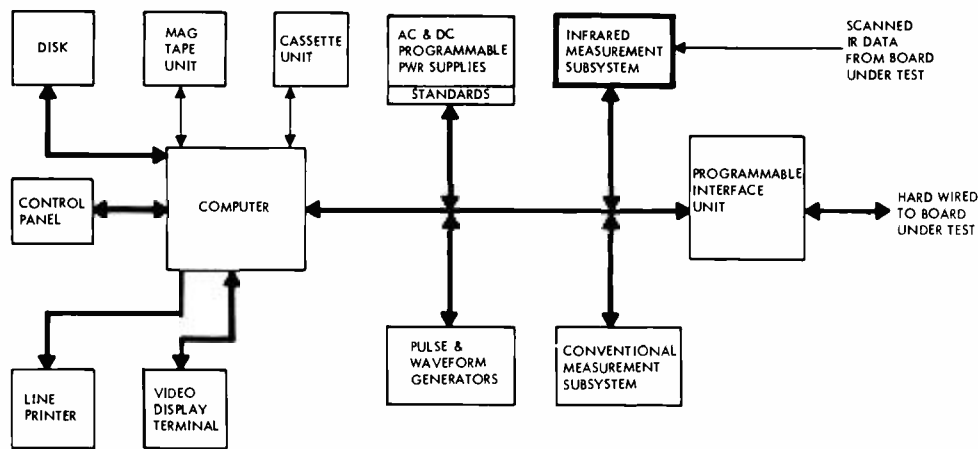 DISK
MAG
TAPE
UNIT
CASSETTE
UNIT
AC & DC
PROGRAMMABLE
PWR SUPPLIES
STANDARDS
INFRARED
MEASUREMENT
SUBSYSTEM
SCANNED
IR DATA
FROM BOARD
UNDER TEST
CONTROL
PANEL
COMPUTER
PROGRAMMABLE
INTERFACE
UNIT
HARD WIRED
TO BOARD
UNDER TEST
LINE
PRINTER
VIDEO
DISPLAY
TERMINAL
PULSE &
WAVEFORM
GENERATORS
CONVENTIONAL
MEASUREMENT
SUBSYSTEM